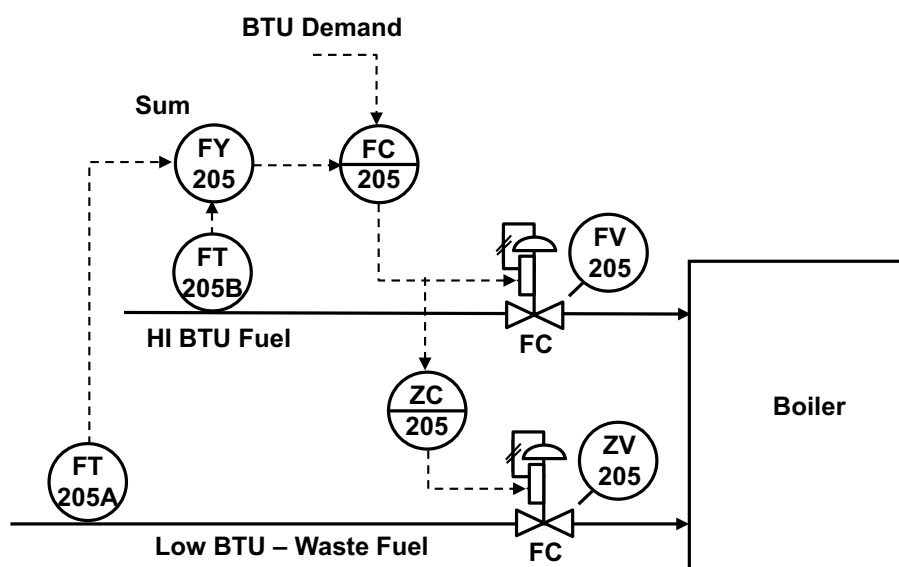 BTU Demand
Sum
FY
205
FC
205
FT
205B
FV
205
HI BTU Fuel
FC
ZC
205
Boiler
FT
205A
ZV
205
Low BTU – Waste Fuel
FC